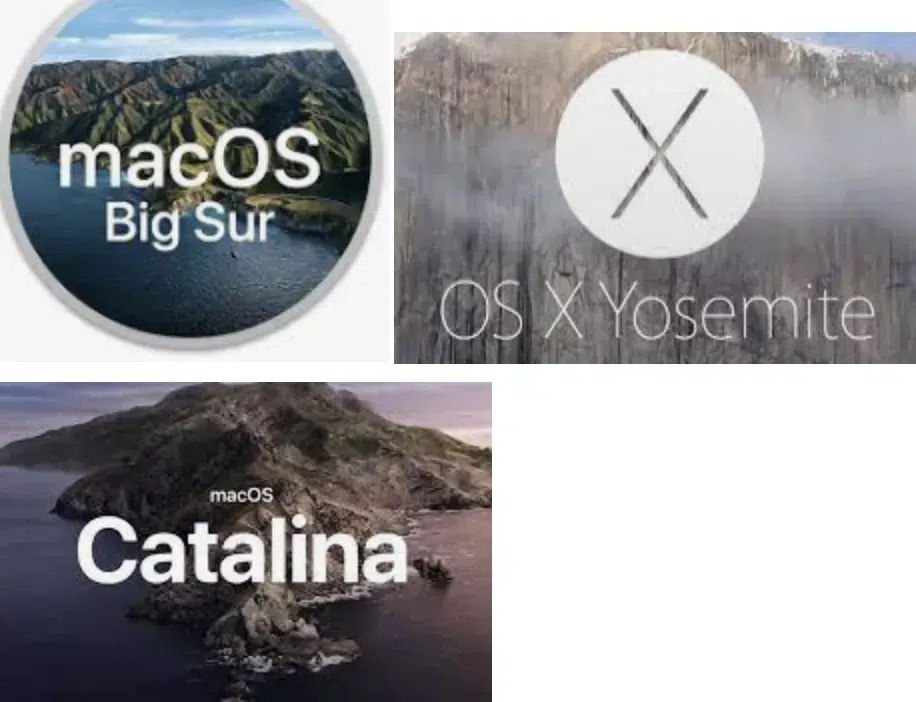 macOS
Big Sur
X
OS X Yosemite
macOS
Catalina